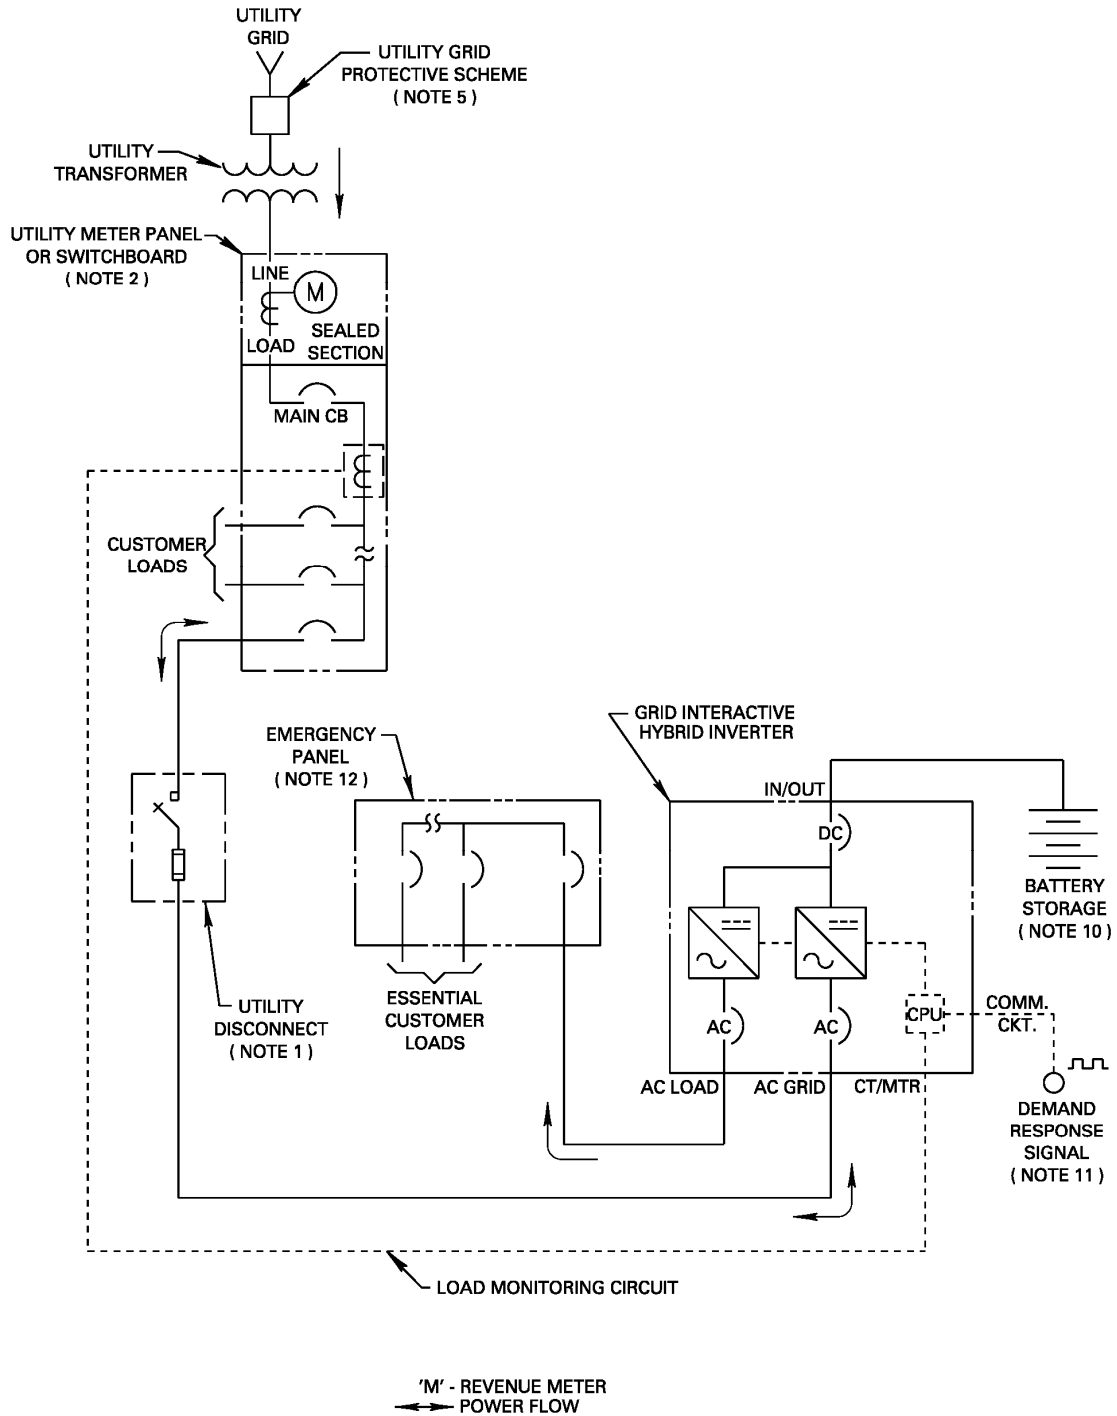 UTILITY
GRID
UTILITY GRID
PROTECTIVE SCHEME
( NOTE 5 )
UTILITY
TRANSFORMER
UTILITY METER PANEL
OR SWITCHBOARD
( NOTE 2 )
LINE
M
LOAD
SEALED
SECTION
MAIN CB
CUSTOMER
LOADS
GRID INTERACTIVE
HYBRID INVERTER
EMERGENCY
PANEL
( NOTE 12 )
IN/OUT
DC
BATTERY
STORAGE
( NOTE 10 )
ESSENTIAL
CUSTOMER
LOADS
UTILITY
DISCONNECT
( NOTE 1 )
AC
AC
CPU
COMM.
CKT.
AC LOAD
AC GRID
CT/MTR
DEMAND
RESPONSE
SIGNAL
( NOTE 11 )
LOAD MONITORING CIRCUIT
'M' - REVENUE METER
POWER FLOW